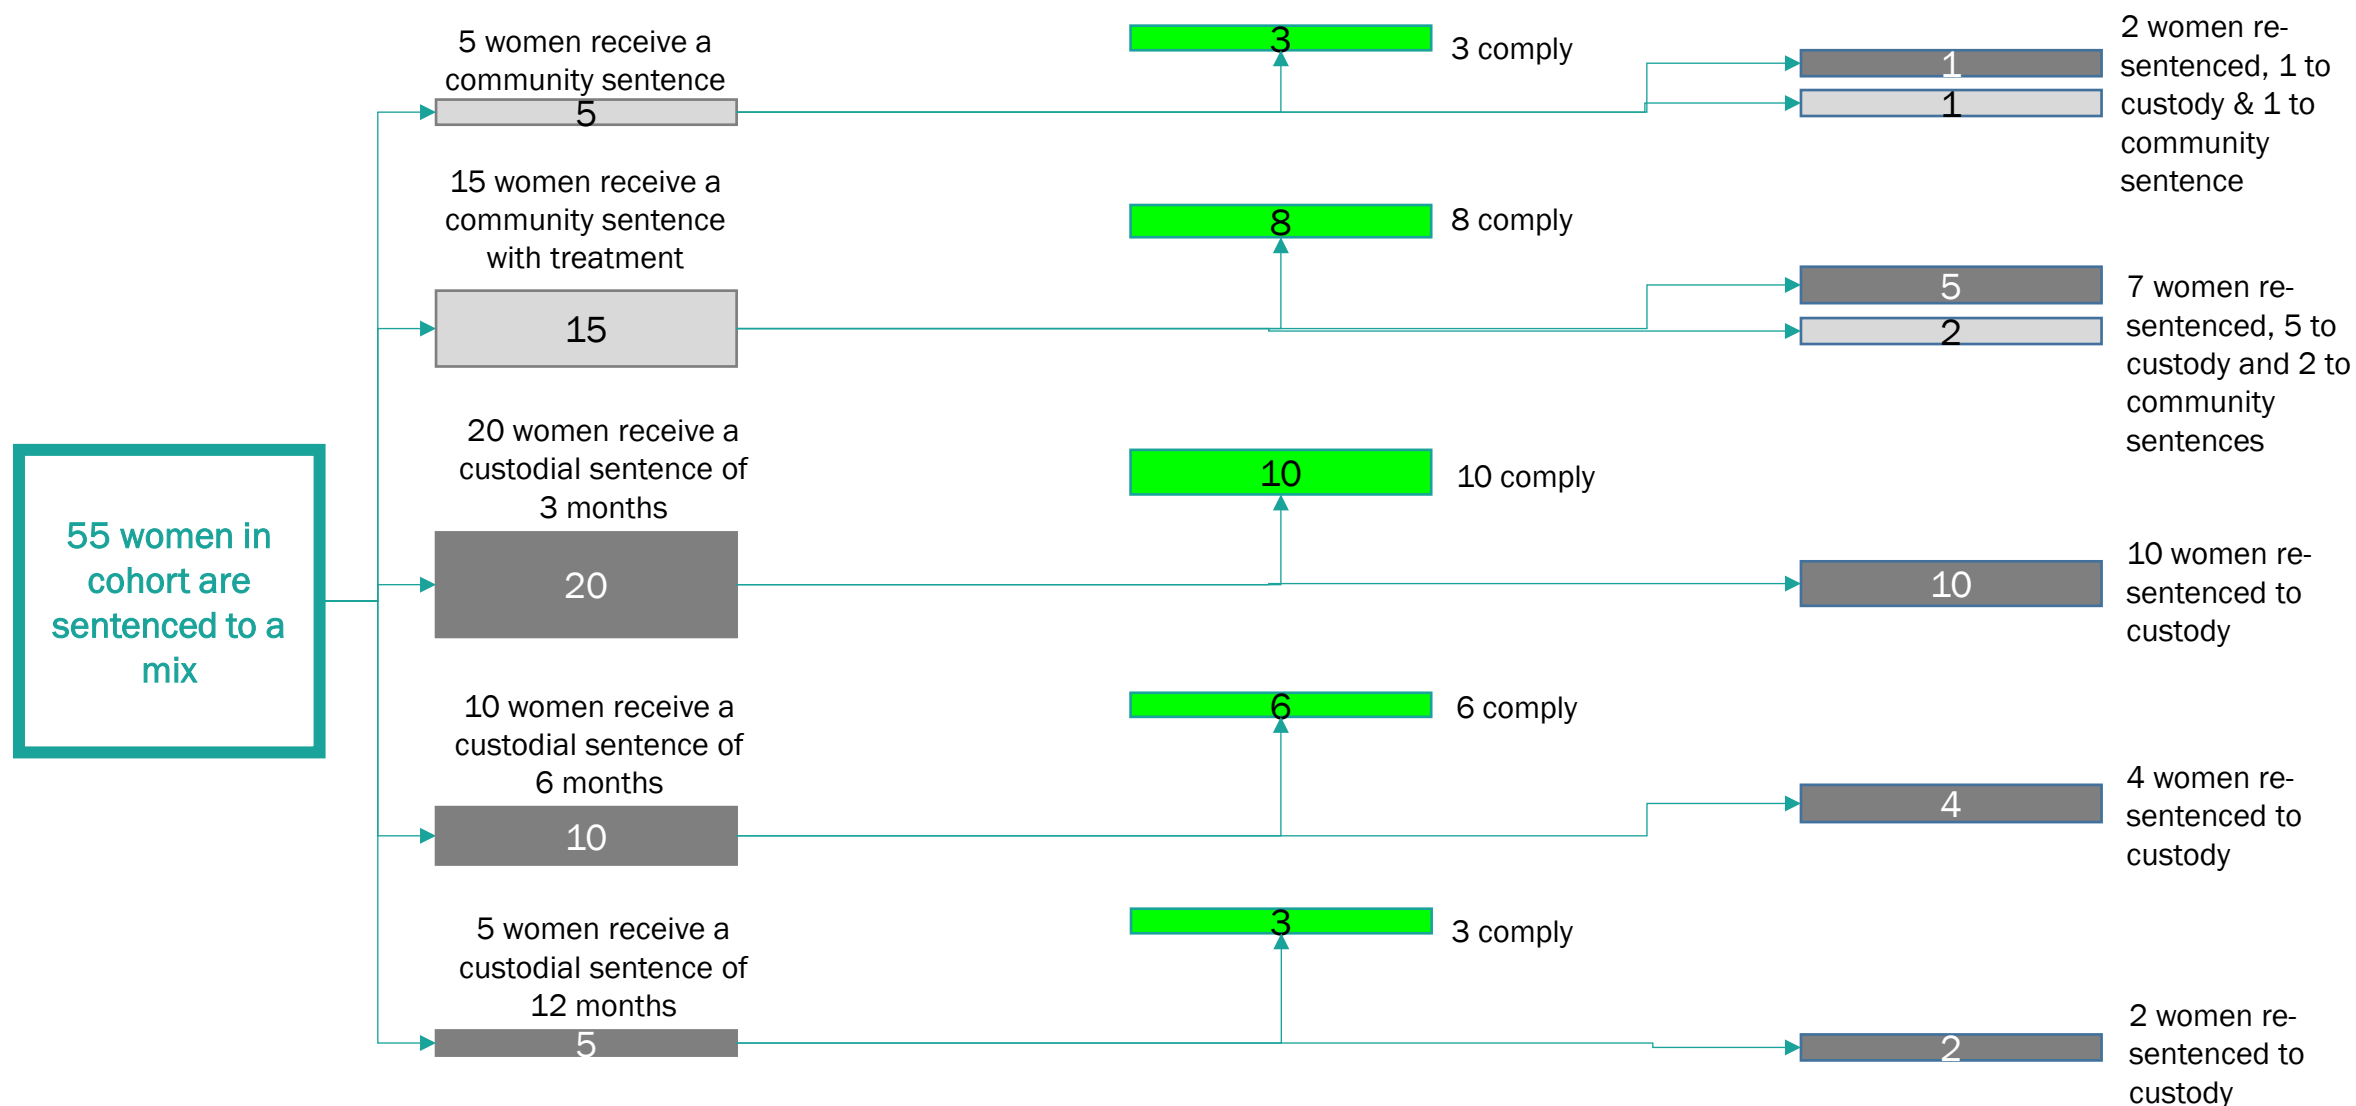 55 women in
cohort are
sentenced to a
mix
5 women receive a
community sentence
5
3
3 comply
1
1
2 women re-
sentenced, 1 to
custody & 1 to
community
sentence
15 women receive a
community sentence
with treatment
15
8
8 comply
5
2
7 women re-
sentenced, 5 to
custody and 2 to
community
sentences
20 women receive a
custodial sentence of
3 months
20
10
10 comply
10
10 women re-
sentenced to
custody
10 women receive a
custodial sentence of
6 months
10
6
6 comply
4
4 women re-
sentenced to
custody
5 women receive a
custodial sentence of
12 months
5
3
3 comply
2
2 women re-
sentenced to
custody